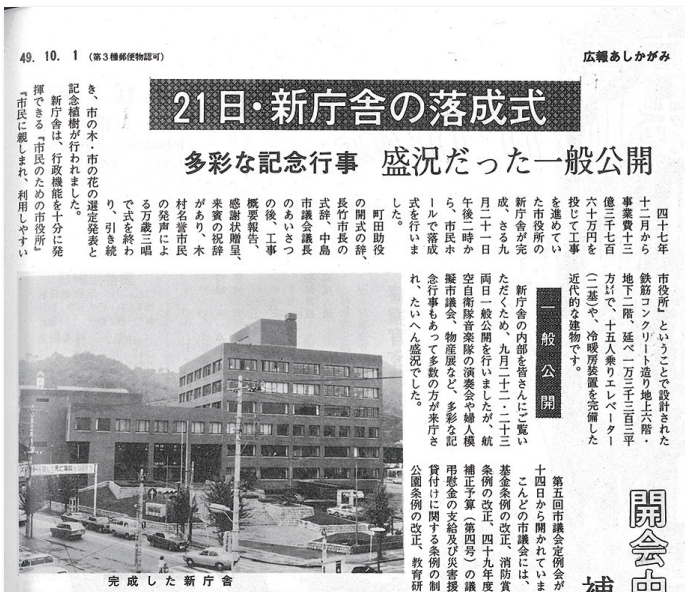 49. 10. 1 （第3種郵便物認可）
広報あしかがみ
21日・新庁舎の落成式
多彩な記念行事　盛況だった一般公開
四十七年
十二月から
事業費十三
億三千七百
六十万円を
投じて工事
を進めてい
た市役所の
新庁舎が完
成、さる九
月二十一日
午後二時か
ら、市民ホ
ールで落成
式を行いま
した。
町田助役
の開式の辞、
長竹市長の
式辞、中島
市議会議長
のあいさつ
の後、工事
概要報告、
感謝状贈呈、
来賓の祝辞
があり、木
村名誉市民
の発声によ
る万歳三唱
で式を終わ
り、引き続
き、市の木・市の花の選定発表と
記念植樹が行われました。
新庁舎は、行政機能を十分に発
揮できる『市民のための市役所』
『市民に親しまれ、利用しやすい
市役所』ということで設計された
鉄筋コンクリート造り地上六階・
地下二階、延べ一万三千三百三平
方㍍で、十五人乗りエレベーター
（二基）や、冷暖房装置を完備した
近代的な建物です。
一般公開
新庁舎の内部を皆さんにご覧い
ただくため、九月二十二・二十三
両日一般公開を行いましたが、航
空自衛隊音楽隊の演奏会や婦人模
擬市議会、物産展など、多彩な記
念行事もあって多数の方が来庁さ
れ、たいへん盛況でした。
完成した新庁舎
開会中
補
第五回市議会定例会が
十四日から開かれていま
こんどの市議会には、
基金条例の改正、消防賞
条例の改正、四十九年度
補正予算（第四号）の議
弔慰金の支給及び災害援
貸付けに関する条例の制
公園条例の改正、教育研